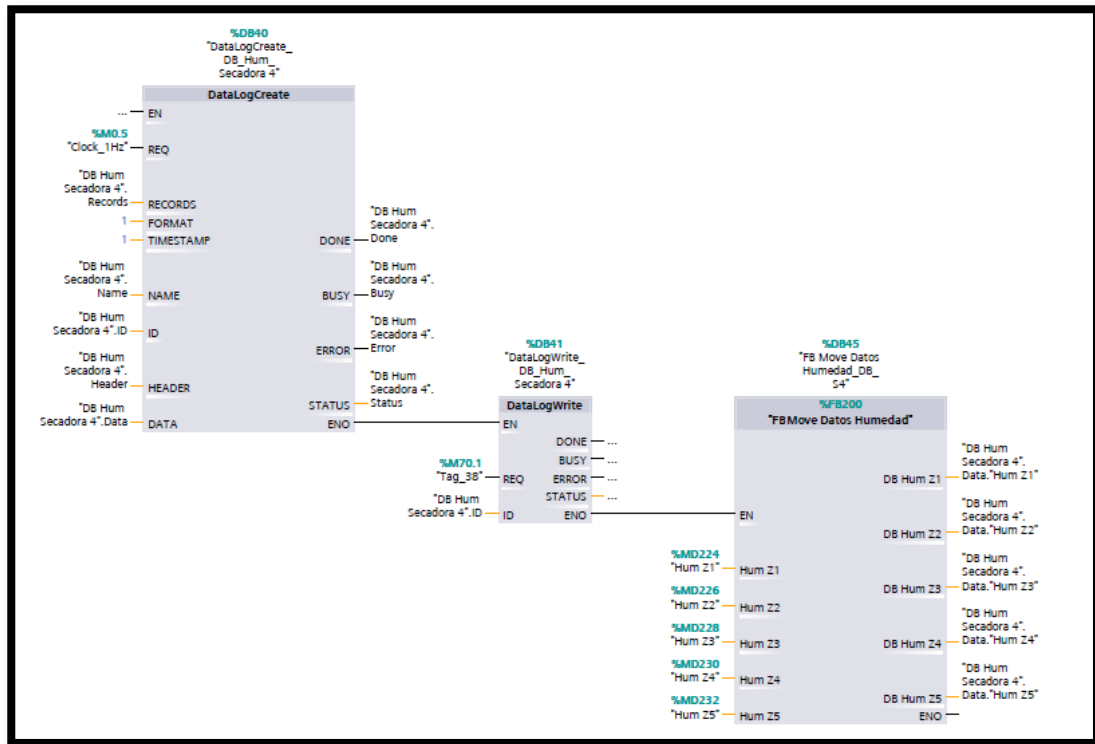 %DB40
"DataLogCreate_
DB_Hum_
Secadora 4"
DataLogCreate
... EN
%M0.5
"Clock_1Hz" REQ
"DB Hum
Secadora 4".
Records RECORDS
1 FORMAT
1 TIMESTAMP
"DB Hum
Secadora 4".
Name NAME
"DB Hum
Secadora 4".ID ID
"DB Hum
Secadora 4".
Header HEADER
"DB Hum
Secadora 4".Data DATA
"DB Hum
Secadora 4".
DONE Done
"DB Hum
Secadora 4".
BUSY Busy
"DB Hum
Secadora 4".
ERROR Error
"DB Hum
Secadora 4".
STATUS Status
ENO
%DB41
"DataLogWrite_
DB_Hum_
Secadora 4"
DataLogWrite
EN
%M70.1
"Tag_38" REQ
"DB Hum
Secadora 4".ID ID
DONE ...
BUSY ...
ERROR ...
STATUS ...
ENO
%DB45
"FB Move Datos
Humedad_DB_
S4"
%FB200
"FBMove Datos Humedad"
EN
%MD224
"Hum Z1" Hum Z1
%MD226
"Hum Z2" Hum Z2
%MD228
"Hum Z3" Hum Z3
%MD230
"Hum Z4" Hum Z4
%MD232
"Hum Z5" Hum Z5
"DB Hum
Secadora 4".
DB Hum Z1 Data."Hum Z1"
"DB Hum
Secadora 4".
DB Hum Z2 Data."Hum Z2"
"DB Hum
Secadora 4".
DB Hum Z3 Data."Hum Z3"
"DB Hum
Secadora 4".
DB Hum Z4 Data."Hum Z4"
"DB Hum
Secadora 4".
DB Hum Z5 Data."Hum Z5"
ENO